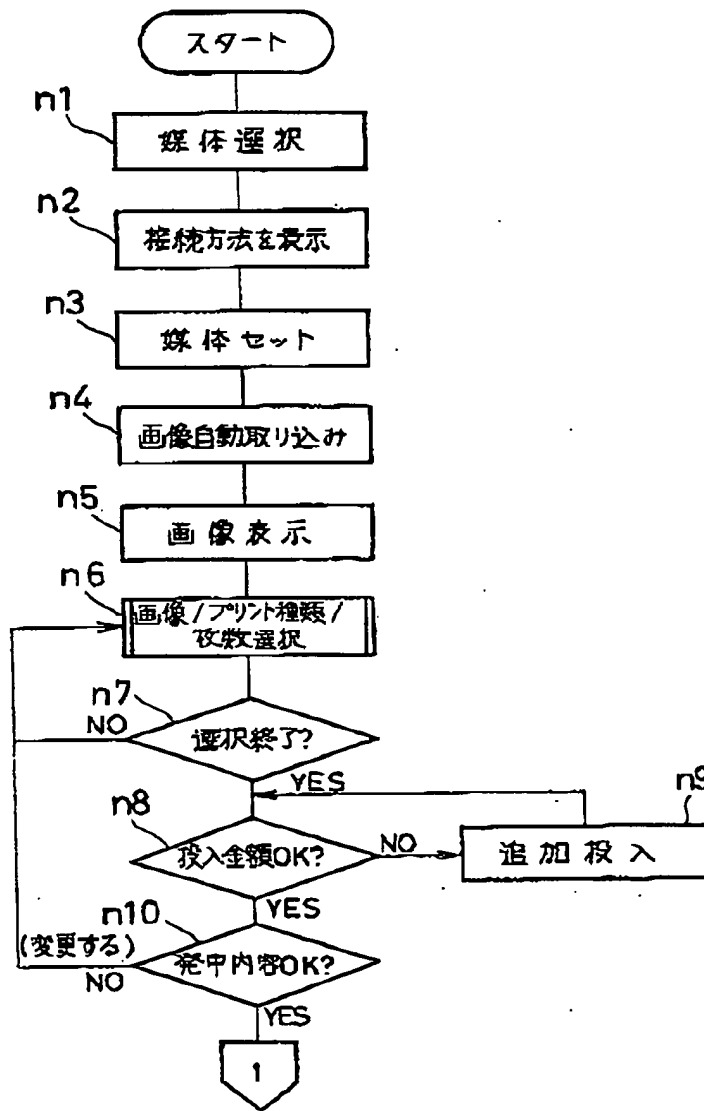 スタート
n1
媒体選択
n2
接続方法を表示
n3
媒体セット
n4
画像自動取り込み
n5
画像表示
n6
画像/プリント種類/
枚数選択
n7
NO
選択終了?
YES
n8
投入金額OK?
NO
n9
追加投入
YES
n10
(変更する)
NO
発中内容OK?
YES
1